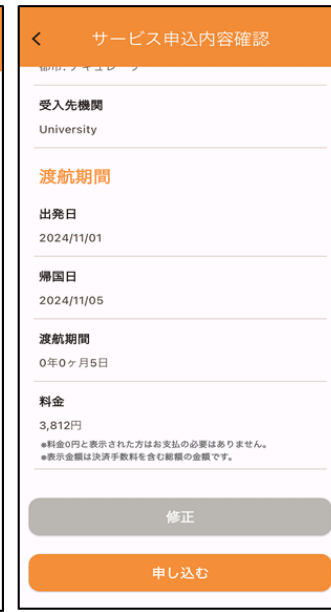 サービス申込内容確認
受入先機関
University
渡航期間
出発日
2024/11/01
帰国日
2024/11/05
渡航期間
0年0ヶ月5日
料金
3,812円
※料金0円と表示された方はお支払の必要はありません。
※表示金額は決済手数料を含む総額の金額です。
修正
申し込む